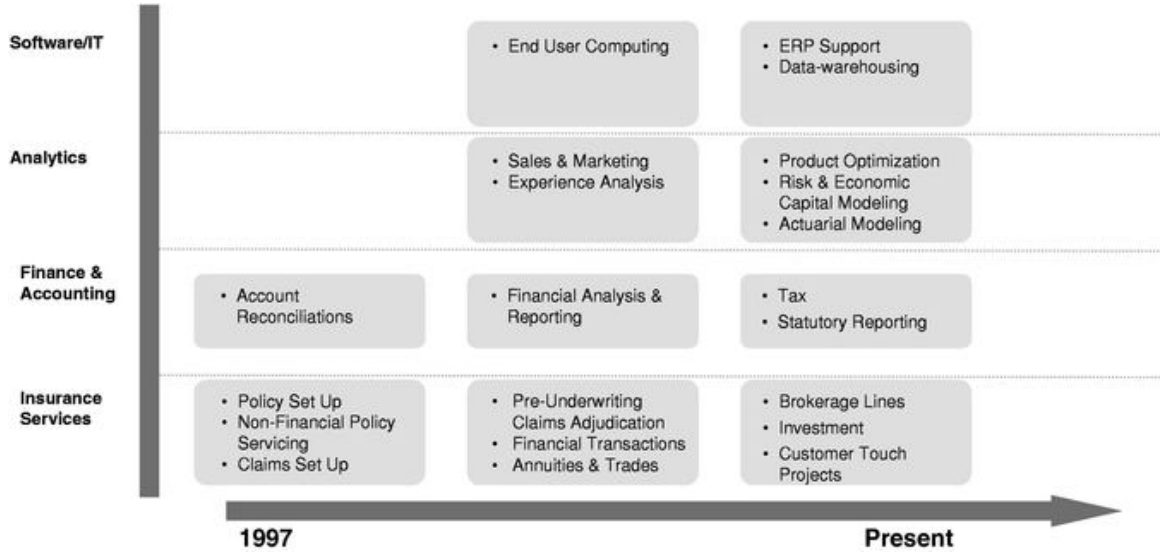 Software/IT
• End User Computing
• ERP Support
• Data-warehousing
Analytics
• Sales & Marketing
• Experience Analysis
• Product Optimization
• Risk & Economic
Capital Modeling
• Actuarial Modeling
Finance &
Accounting
• Account
Reconciliations
• Financial Analysis &
Reporting
• Tax
• Statutory Reporting
Insurance
Services
• Policy Set Up
• Non-Financial Policy
Servicing
• Claims Set Up
• Pre-Underwriting
Claims Adjudication
• Financial Transactions
• Annuities & Trades
• Brokerage Lines
• Investment
• Customer Touch
Projects
1997
Present